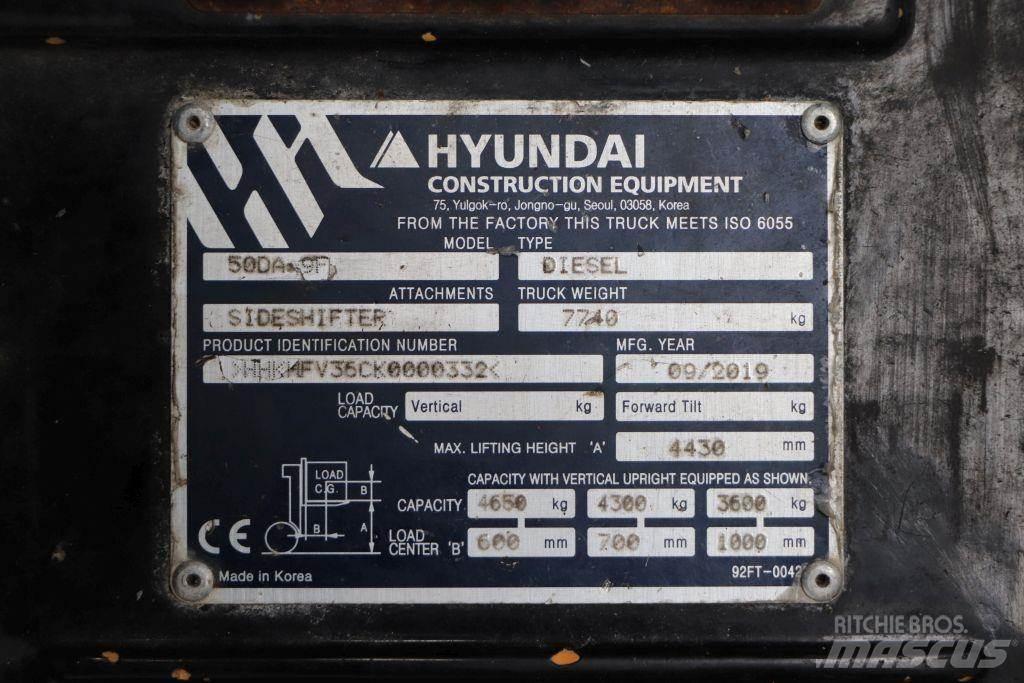 HYUNDAI
CONSTRUCTION EQUIPMENT
75, Yulgok-ro, Jongno-gu, Seoul, 03058, Korea
FROM THE FACTORY THIS TRUCK MEETS ISO 6055
MODEL TYPE
50DA-9F DIESEL
ATTACHMENTS TRUCK WEIGHT
SIDESHIFTER 7740 kg
PRODUCT IDENTIFICATION NUMBER MFG. YEAR
09/2019
LOAD CAPACITY Vertical kg Forward Tilt kg
MAX. LIFTING HEIGHT 'A' 4430 mm
CAPACITY WITH VERTICAL UPRIGHT EQUIPPED AS SHOWN.
LOAD
C.G.
B
B
A
CAPACITY 4650 kg 4300 kg 3600 kg
LOAD CENTER 'B' 600 mm 700 mm 1000 mm
CE
Made in Korea
RITCHIE BROS.
MASCUS